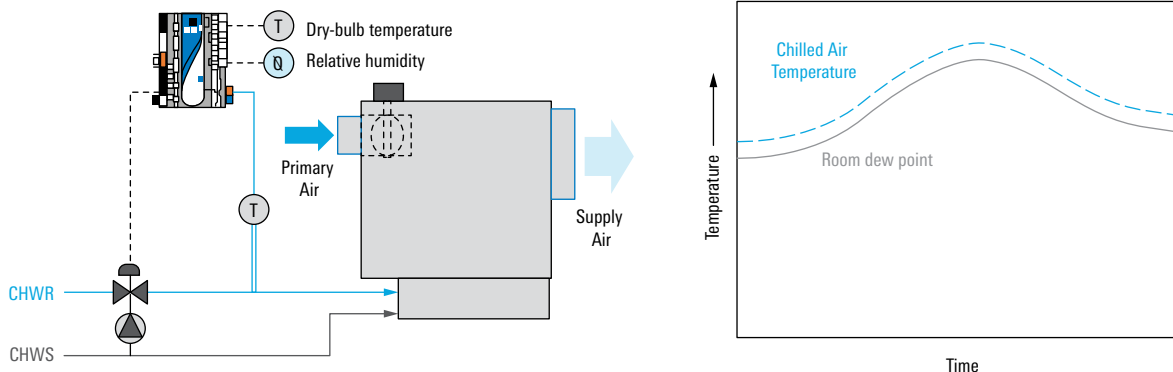 T
Dry-bulb temperature
Relative humidity
Primary
Air
Supply
Air
T
CHWR
CHWS
Chilled Air
Temperature
Room dew point
Temperature
Time